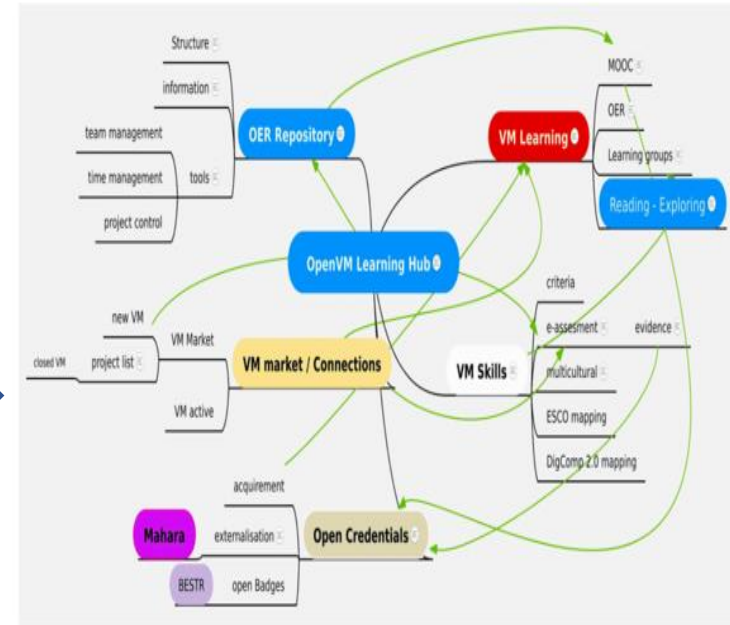 Structure
information
OER Repository
team management
time management
tools
project control
VM Learning
MOOC
OER
Learning groups
Reading - Exploring
OpenVM Learning Hub
new VM
VM Market
closed VM
project list
VM active
VM market / Connections
VM Skills
criteria
e-assesment
evidence
multicultural
ESCO mapping
DigComp 2.0 mapping
acquirement
Mahara
externalisation
Open Credentials
BESTR
open Badges